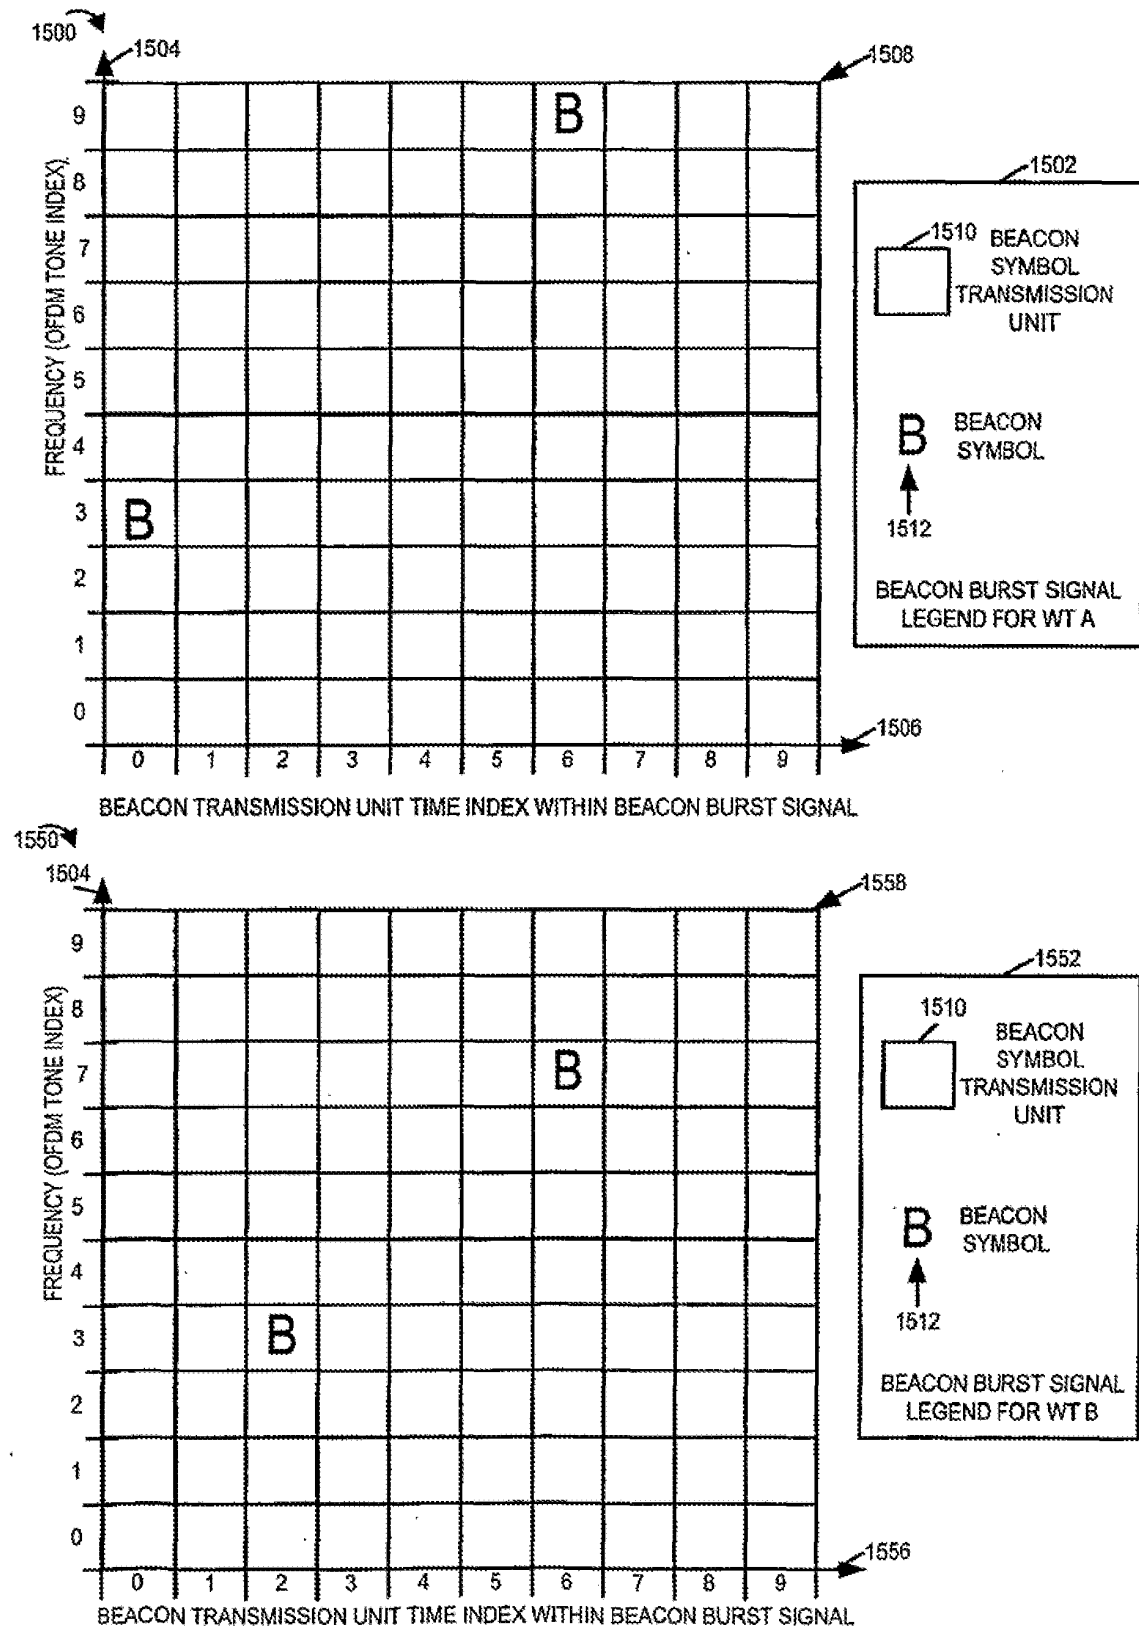 1500
1504
1508
9
8
7
6
5
4
3
2
1
0
FREQUENCY (OFDM TONE INDEX)
B
B
0 1 2 3 4 5 6 7 8 9
1506
BEACON TRANSMISSION UNIT TIME INDEX WITHIN BEACON BURST SIGNAL
1502
1510
BEACON
SYMBOL
TRANSMISSION
UNIT
B
BEACON
SYMBOL
1512
BEACON BURST SIGNAL
LEGEND FOR WT A
1550
1504
1558
9
8
7
6
5
4
3
2
1
0
FREQUENCY (OFDM TONE INDEX)
B
B
0 1 2 3 4 5 6 7 8 9
1556
BEACON TRANSMISSION UNIT TIME INDEX WITHIN BEACON BURST SIGNAL
1552
1510
BEACON
SYMBOL
TRANSMISSION
UNIT
B
BEACON
SYMBOL
1512
BEACON BURST SIGNAL
LEGEND FOR WT B